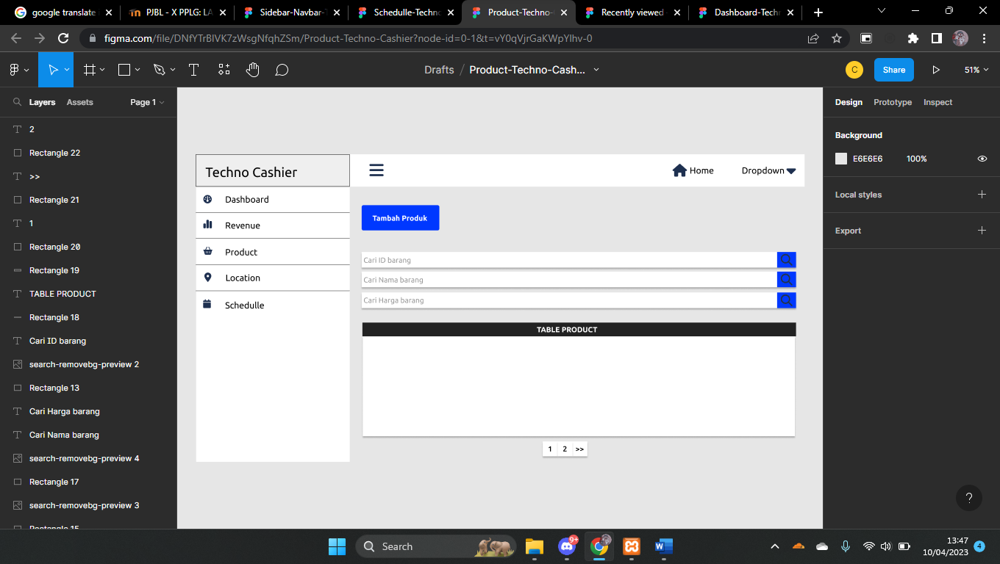 google translate
PJBL - X PPLG: LA
Sidebar-Navbar-
Schedulle-Techno
Product-Techno-
Recently viewed
Dashboard-Tech
figma.com/file/DNfYTrBIVK7zWsgNfqhZSm/Product-Techno-Cashier?node-id=0-1&t=vY0qVjrGaKWpYlhv-0
Drafts / Product-Techno-Cash...
C
Share
51%
Layers
Assets
Page 1
2
Rectangle 22
>>
Rectangle 21
1
Rectangle 20
Rectangle 19
TABLE PRODUCT
Rectangle 18
Cari ID barang
search-removebg-preview 2
Rectangle 13
Cari Harga barang
Cari Nama barang
search-removebg-preview 4
Rectangle 17
search-removebg-preview 3
Rectangle 15
Techno Cashier
Home
Dropdown
Dashboard
Revenue
Product
Location
Schedulle
Tambah Produk
Cari ID barang
Cari Nama barang
Cari Harga barang
TABLE PRODUCT
1 2 >>
Design
Prototype
Inspect
Background
E6E6E6 100%
Local styles
Export
?
Search
9+
13:47
10/04/2023
4